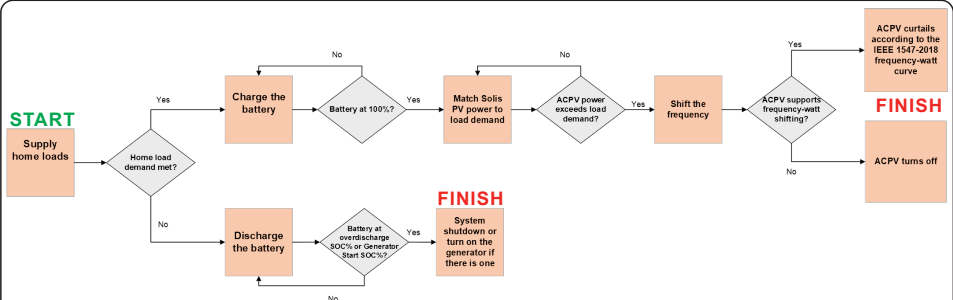 START
Supply
home loads
Home load
demand met?
Yes
Charge the
battery
Battery at 100%?
No
Yes
Match Solis
PV power to
load demand
ACPV power
exceeds load
demand?
No
Yes
Shift the
frequency
ACPV supports
frequency-watt
shifting?
Yes
ACPV curtails
according to the
IEEE 1547-2018
frequency-watt
curve
FINISH
No
ACPV turns off
No
Discharge
the battery
Battery at
overdischarge
SOC% or Generator
Start SOC%?
No
Yes
FINISH
System
shutdown or
turn on the
generator if
there is one